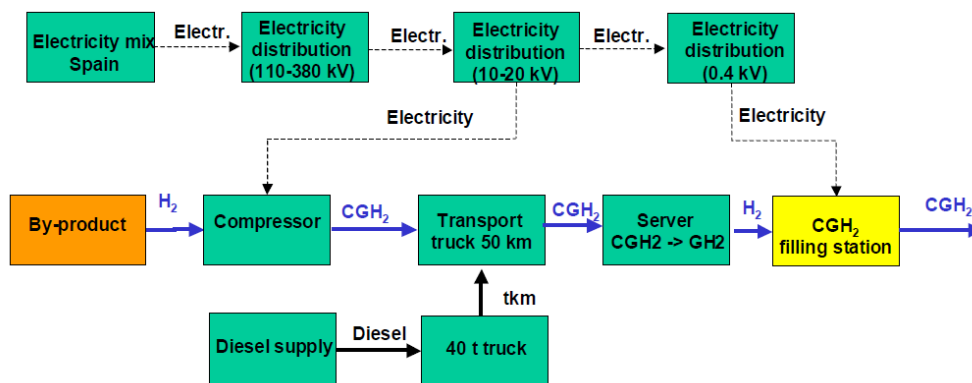 Electricity mix
Spain
Electr.
Electricity
distribution
(110-380 kV)
Electr.
Electricity
distribution
(10-20 kV)
Electr.
Electricity
distribution
(0.4 kV)
Electricity
Electricity
By-product
H₂
Compressor
CGH₂
Transport
truck 50 km
CGH₂
Server
CGH2 -> GH2
H₂
CGH₂
filling station
CGH₂
tkm
Diesel supply
Diesel
40 t truck